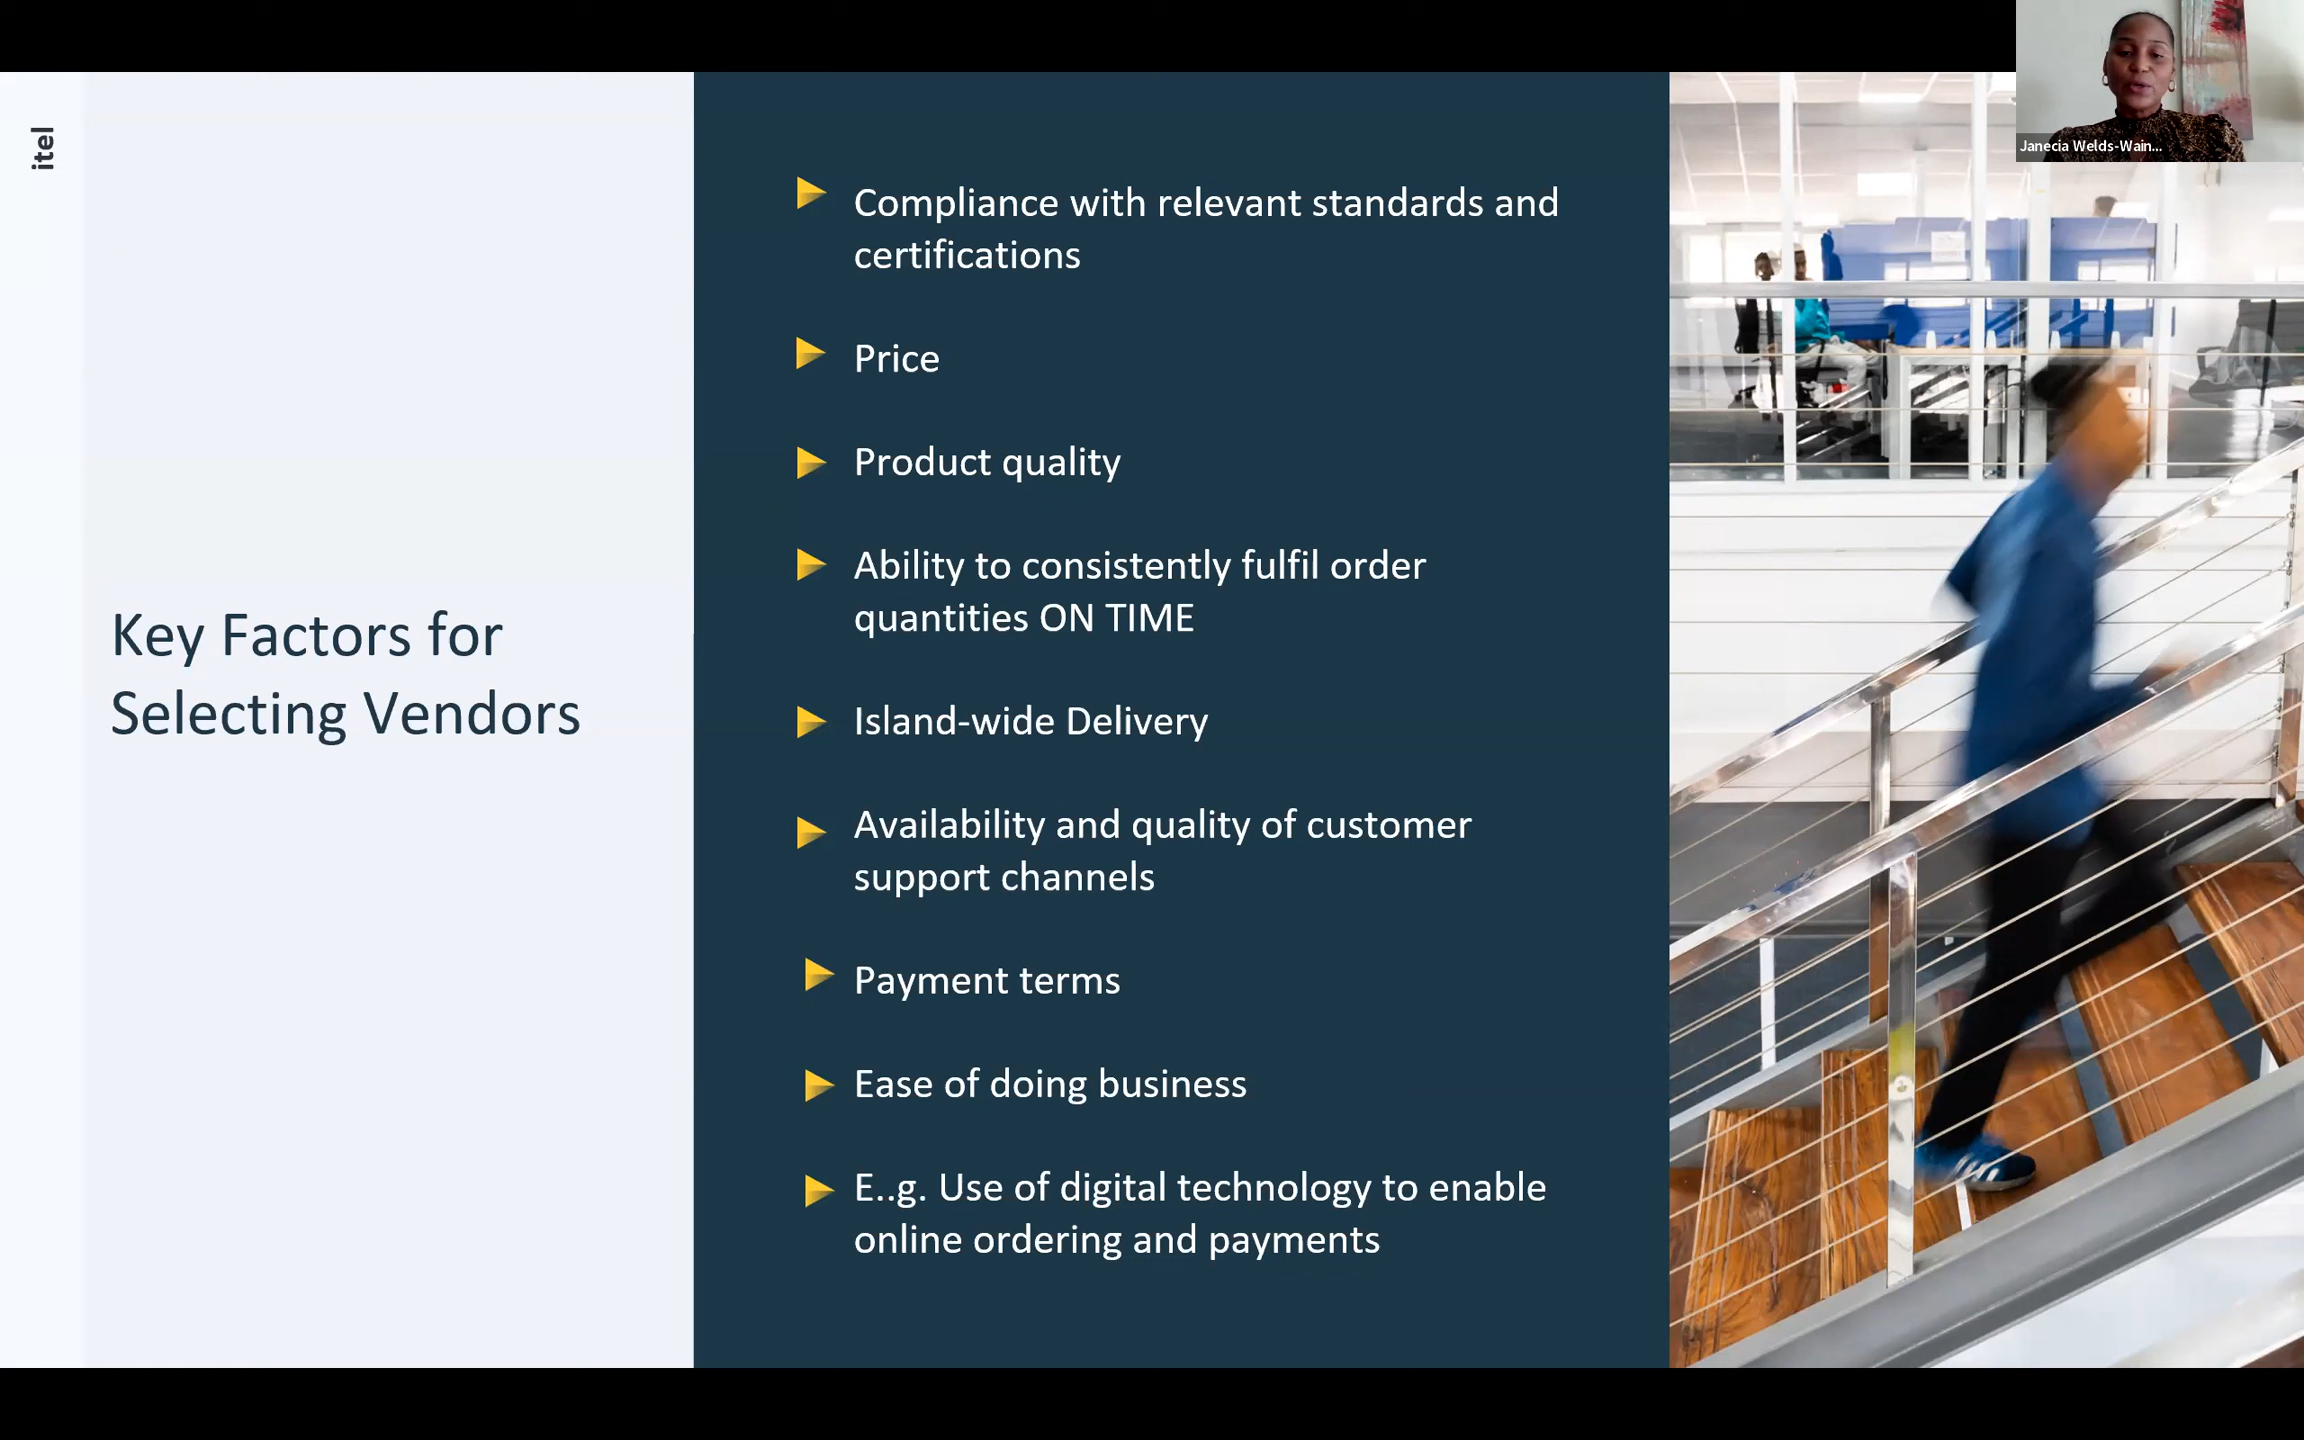 itel
Janecia Welds-Wain...
Key Factors for
Selecting Vendors
Compliance with relevant standards and
certifications
Price
Product quality
Ability to consistently fulfil order
quantities ON TIME
Island-wide Delivery
Availability and quality of customer
support channels
Payment terms
Ease of doing business
E..g. Use of digital technology to enable
online ordering and payments